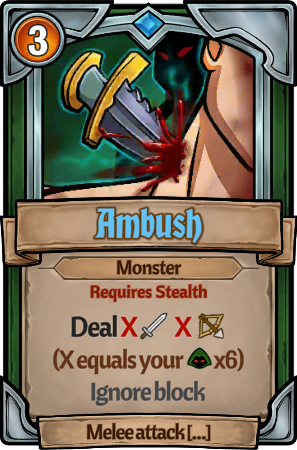 3
Ambush
Monster
Requires Stealth
Deal X X
(X equals your x6)
Ignore block
Melee attack [...]